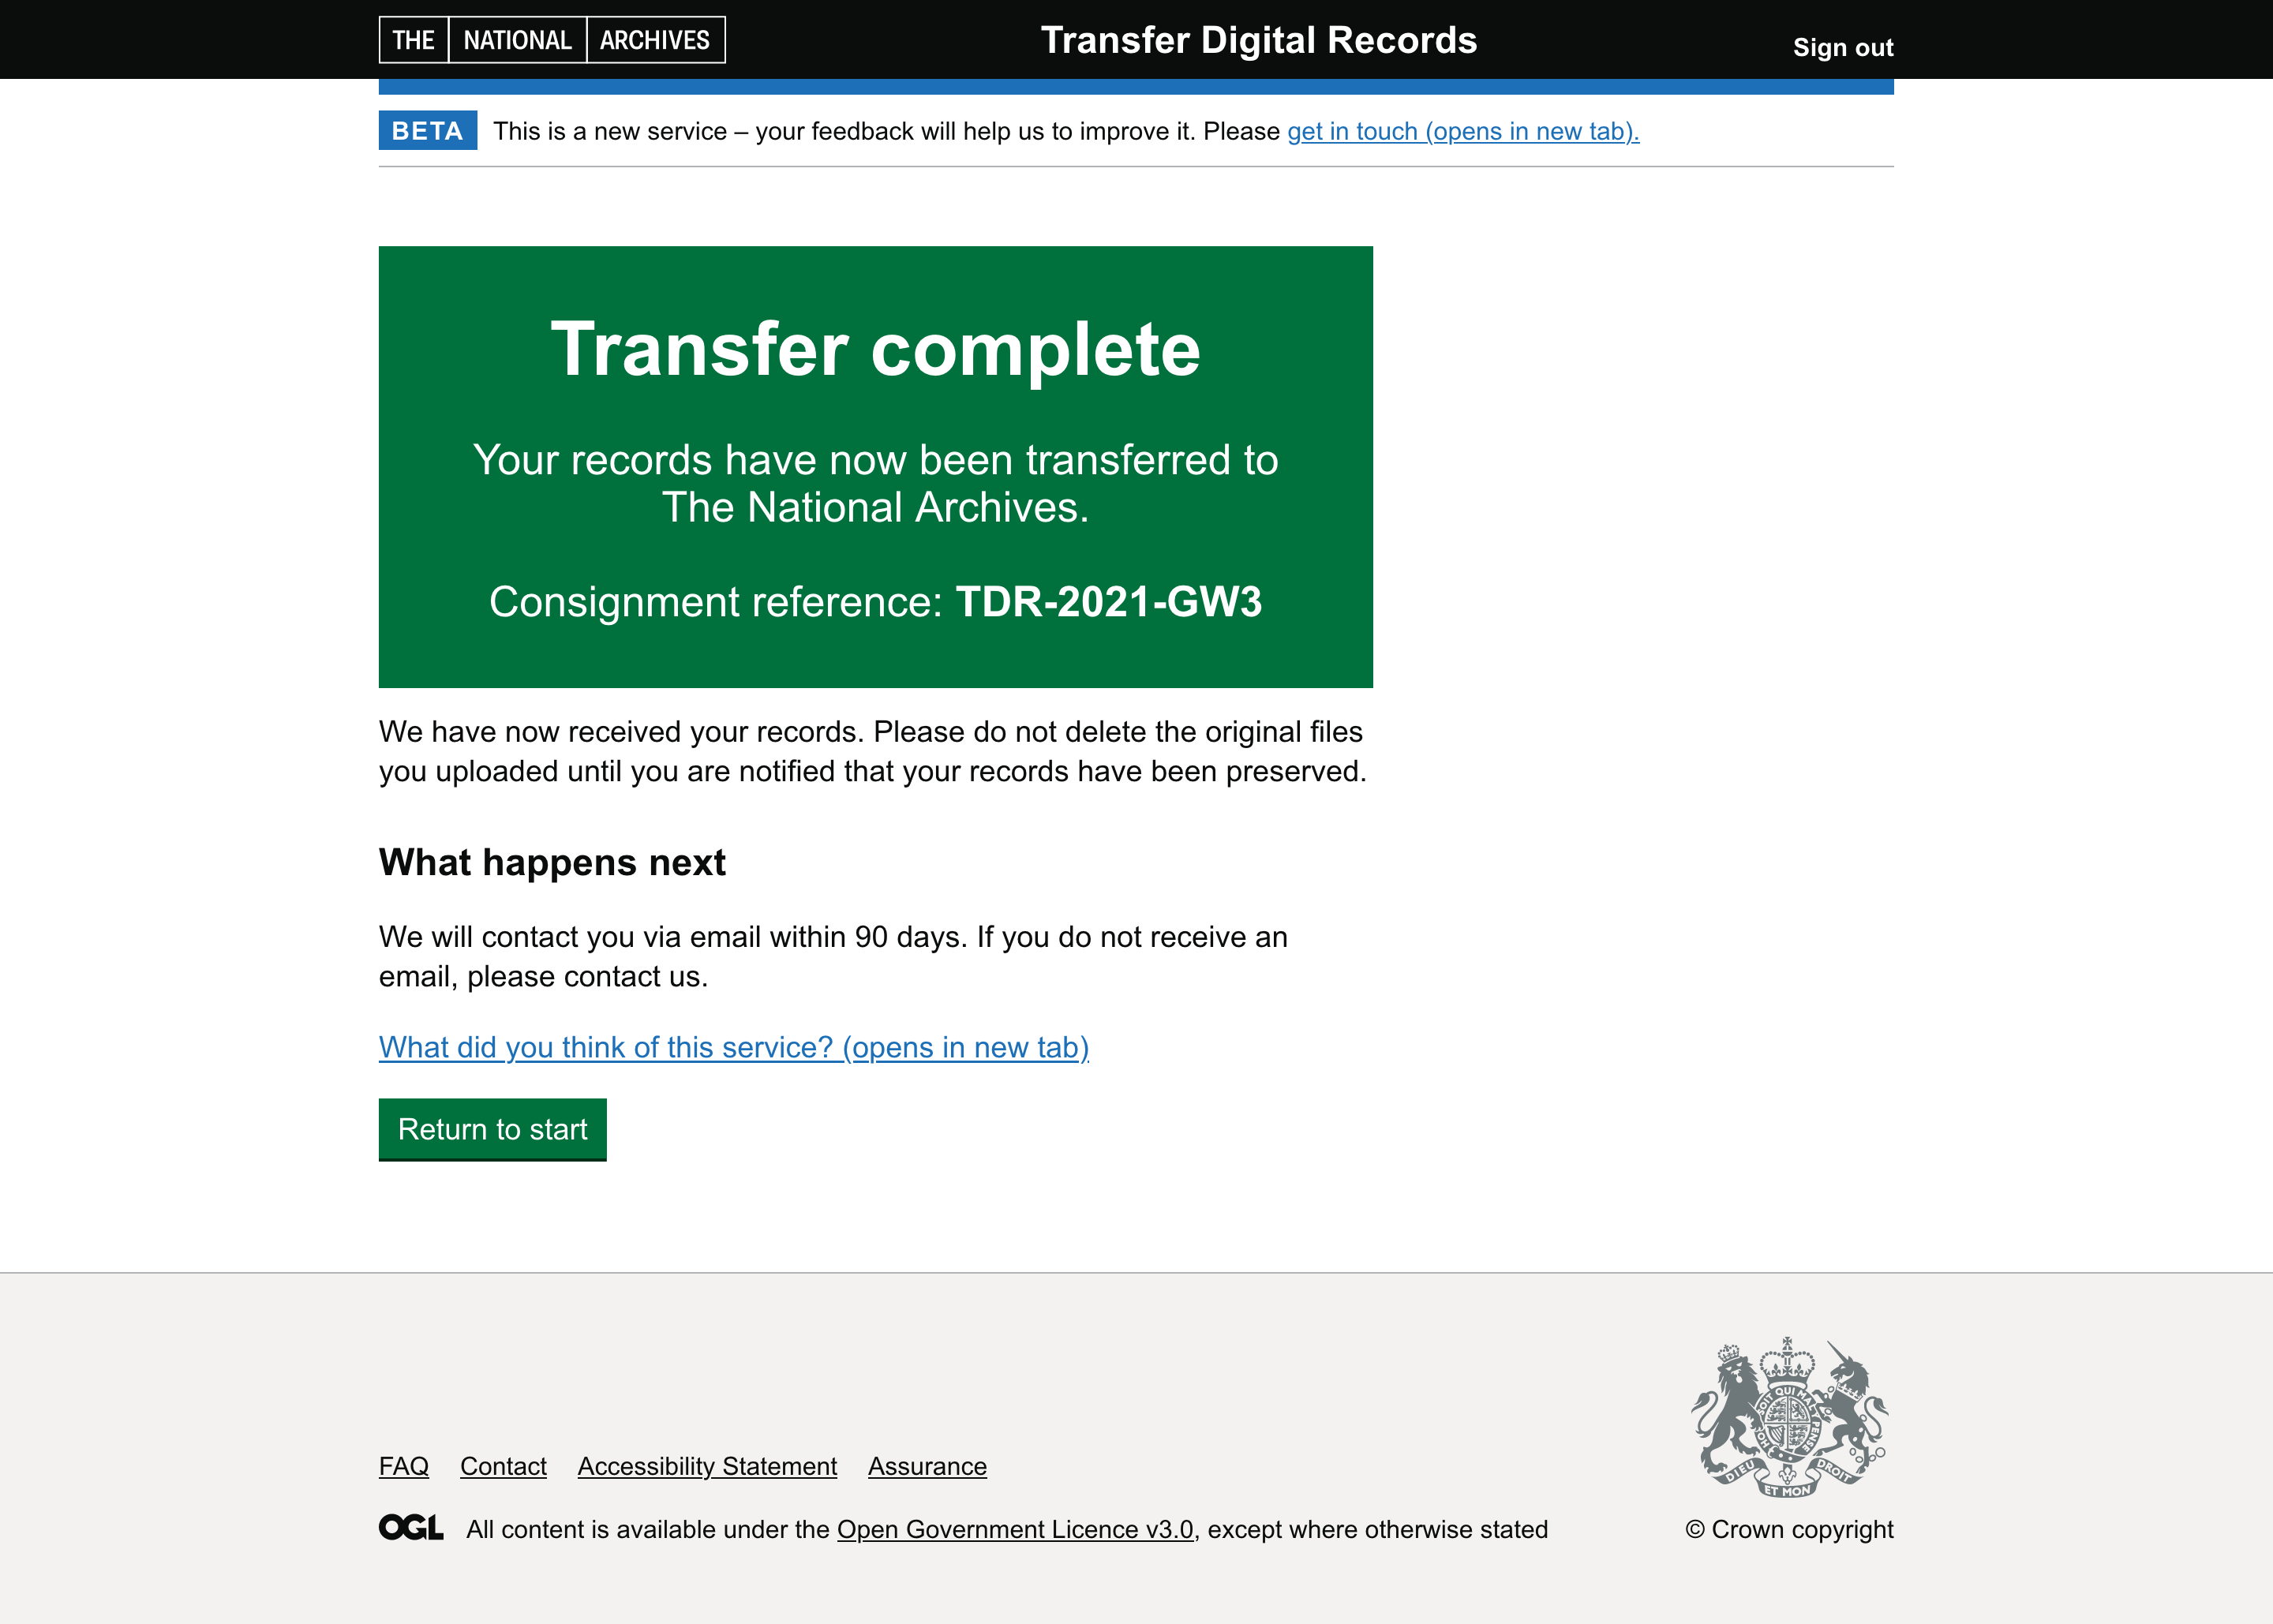 THE NATIONAL ARCHIVES
Transfer Digital Records
Sign out
BETA This is a new service – your feedback will help us to improve it. Please get in touch (opens in new tab).
Transfer complete
Your records have now been transferred to
The National Archives.
Consignment reference: TDR-2021-GW3
We have now received your records. Please do not delete the original files
you uploaded until you are notified that your records have been preserved.
What happens next
We will contact you via email within 90 days. If you do not receive an
email, please contact us.
What did you think of this service? (opens in new tab)
Return to start
FAQ Contact Accessibility Statement Assurance
OGL All content is available under the Open Government Licence v3.0, except where otherwise stated
QUI MAL
PENSE
DIEU ET MON DROIT
© Crown copyright